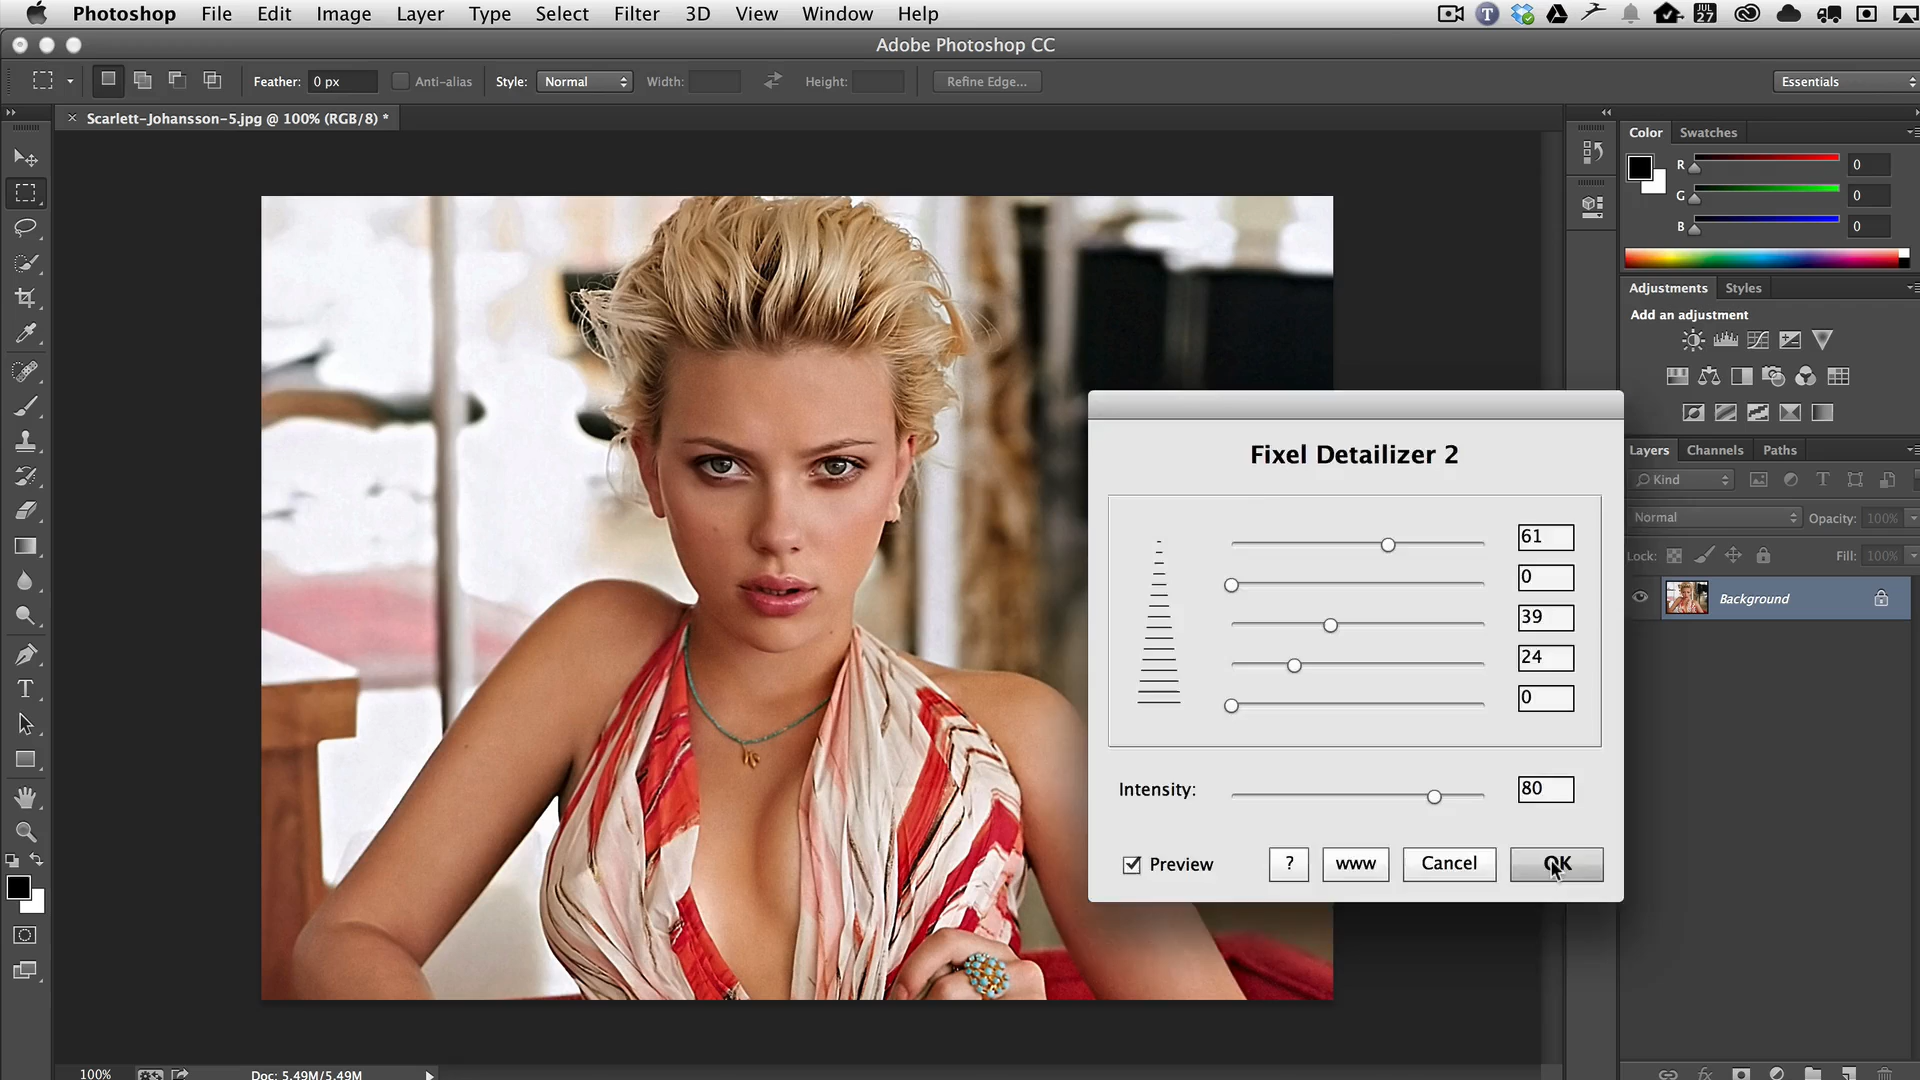 Photoshop File Edit Image Layer Type Select Filter 3D View Window Help
JUL 27
Adobe Photoshop CC
Feather: 0 px Anti-alias Style: Normal Width: Height: Refine Edge... Essentials
× Scarlett-Johansson-5.jpg @ 100% (RGB/8) *
Color Swatches
R 0
G 0
B 0
Adjustments Styles
Add an adjustment
Layers Channels Paths
Kind
Normal Opacity: 100%
Lock: Fill: 100%
Background
Fixel Detailizer 2
61
0
39
24
0
Intensity: 80
Preview ? www Cancel OK
100% Doc: 5.49M/5.49M